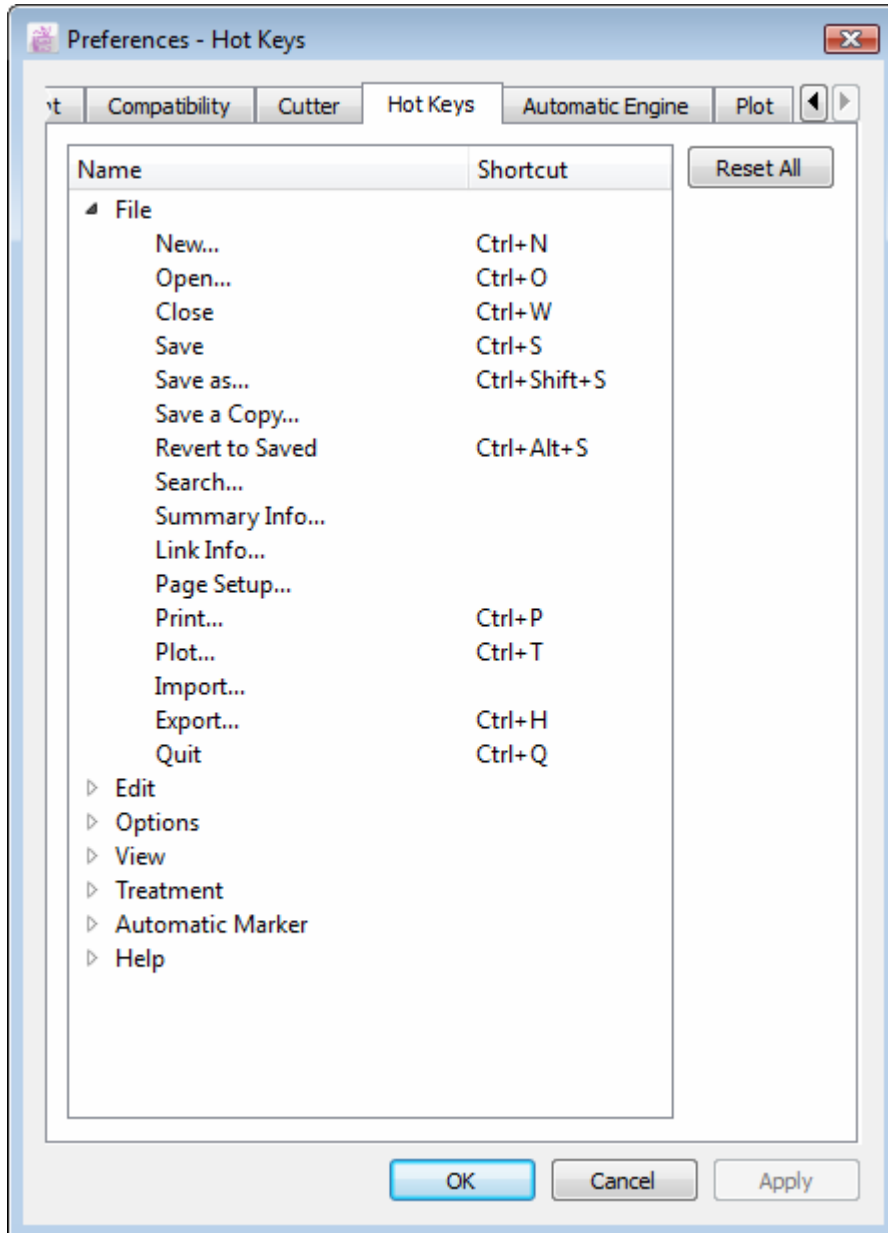 Preferences - Hot Keys
Compatibility Cutter Hot Keys Automatic Engine Plot
Name Shortcut Reset All
File
New... Ctrl+N
Open... Ctrl+O
Close Ctrl+W
Save Ctrl+S
Save as... Ctrl+Shift+S
Save a Copy...
Revert to Saved Ctrl+Alt+S
Search...
Summary Info...
Link Info...
Page Setup...
Print... Ctrl+P
Plot... Ctrl+T
Import...
Export... Ctrl+H
Quit Ctrl+Q
Edit
Options
View
Treatment
Automatic Marker
Help
OK Cancel Apply